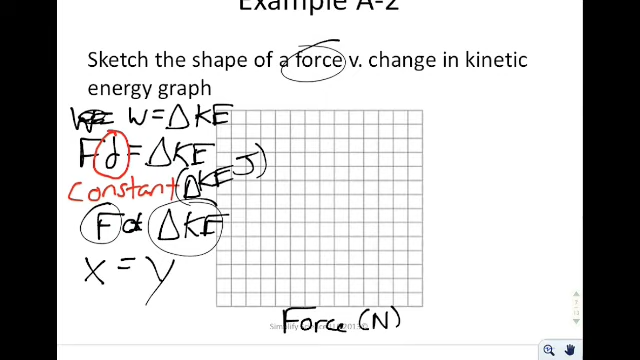 Example A-2
Sketch the shape of a force v. change in kinetic
energy graph
W = ΔKE
Fd = ΔKE
constant
ΔKE J)
F α ΔKE
x = y
Force (N)